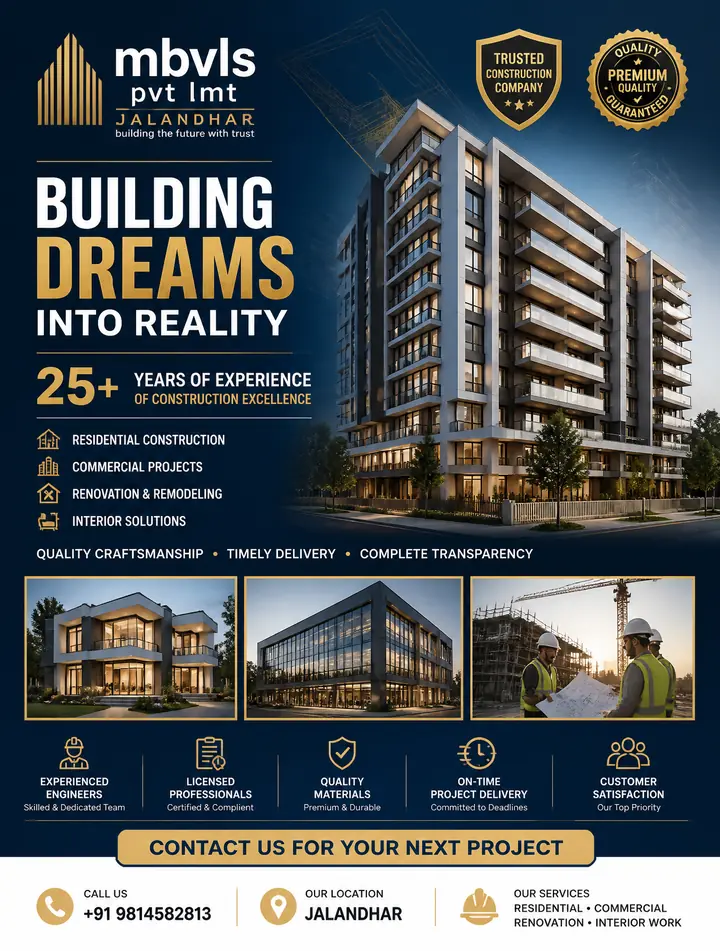 mbvls
pvt lmt
JALANDHAR
building the future with trust
TRUSTED
CONSTRUCTION
COMPANY
QUALITY
PREMIUM
QUALITY
GUARANTEED
BUILDING
DREAMS
INTO REALITY
25+ YEARS OF EXPERIENCE
OF CONSTRUCTION EXCELLENCE
RESIDENTIAL CONSTRUCTION
COMMERCIAL PROJECTS
RENOVATION & REMODELING
INTERIOR SOLUTIONS
QUALITY CRAFTSMANSHIP • TIMELY DELIVERY • COMPLETE TRANSPARENCY
EXPERIENCED
ENGINEERS
Skilled & Dedicated Team
LICENSED
PROFESSIONALS
Certified & Complient
QUALITY
MATERIALS
Premium & Durable
ON-TIME
PROJECT DELIVERY
Committed to Deadlines
CUSTOMER
SATISFACTION
Our Top Priority
CONTACT US FOR YOUR NEXT PROJECT
CALL US
+91 9814582813
OUR LOCATION
JALANDHAR
OUR SERVICES
RESIDENTIAL • COMMERCIAL
RENOVATION • INTERIOR WORK